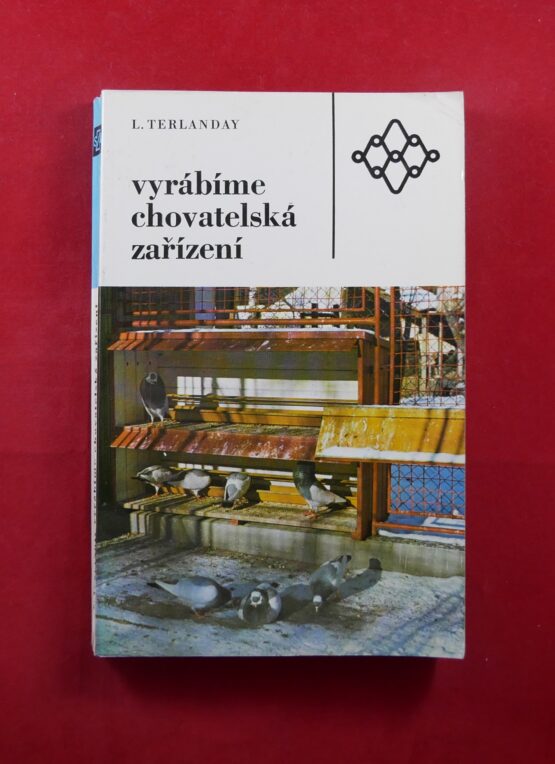 L. TERLANDAY
vyrábíme
chovatelská
zařízení